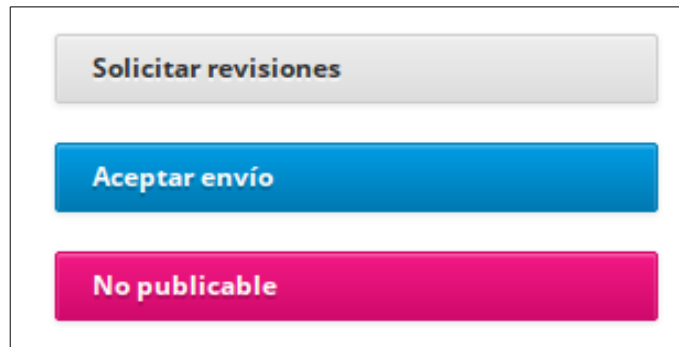 Solicitar revisiones
Aceptar envío
No publicable